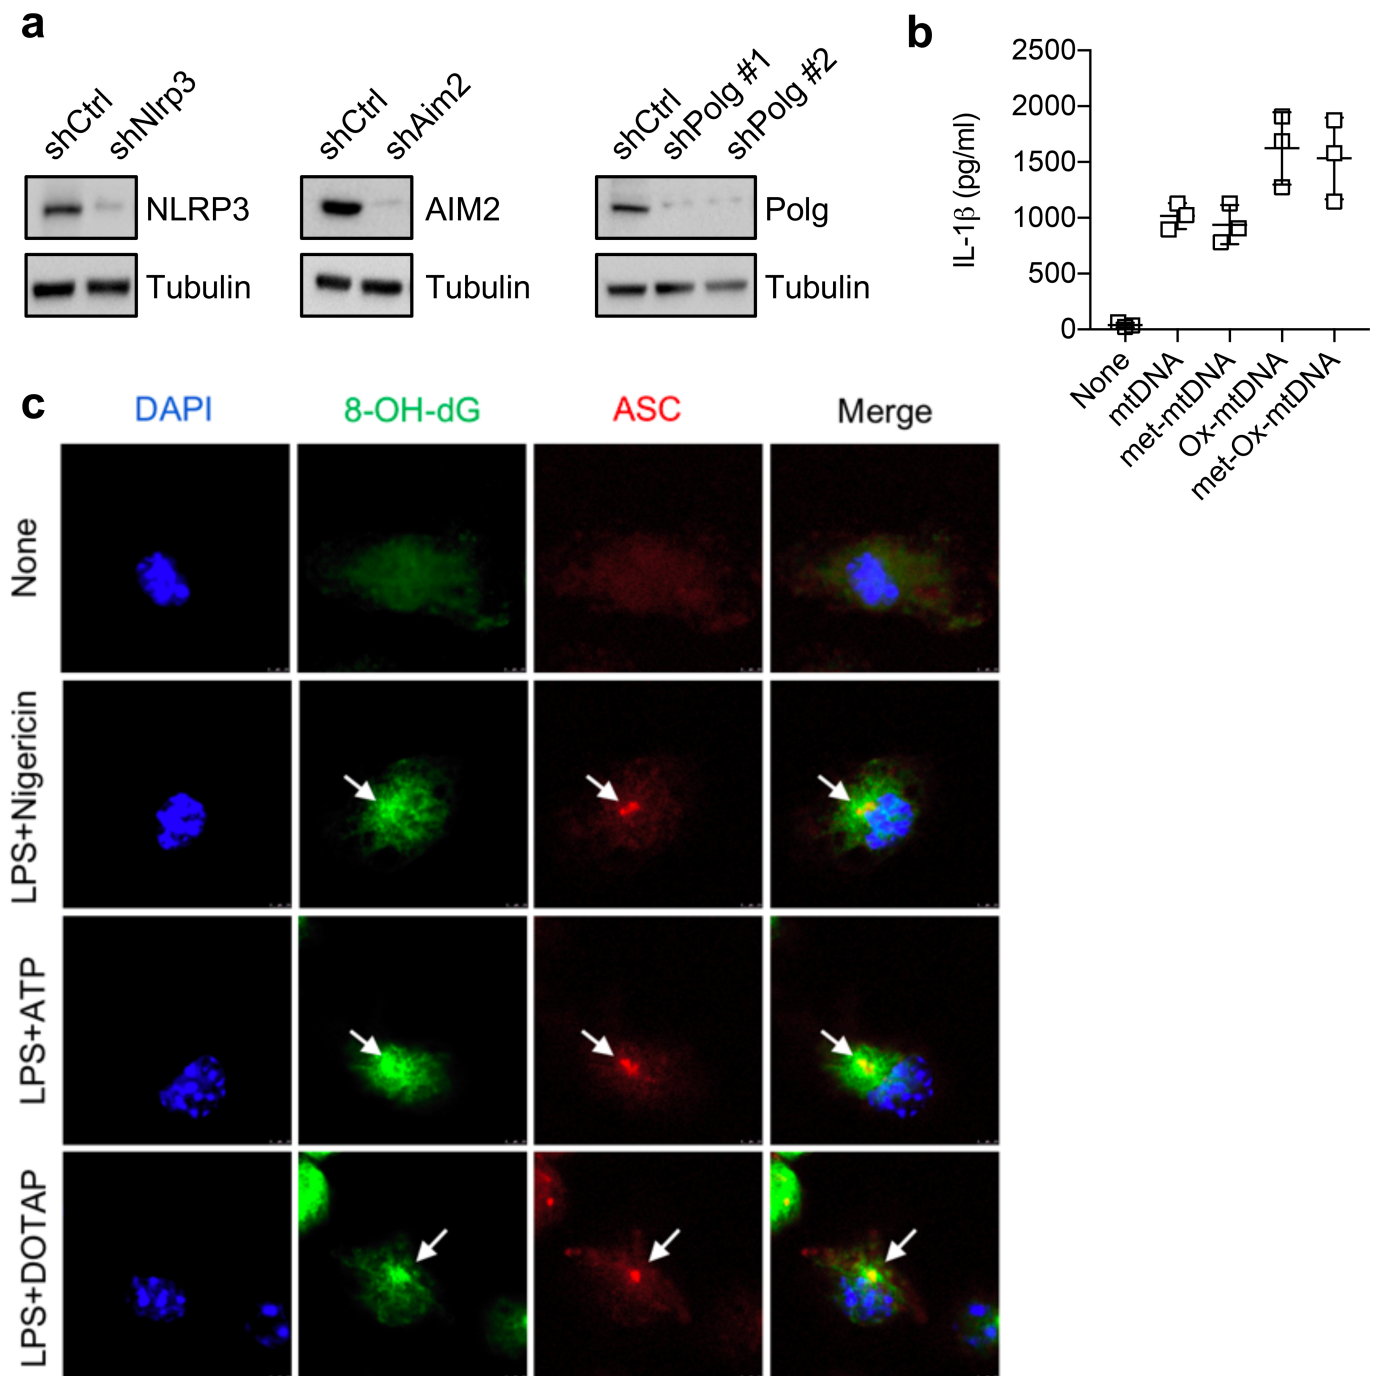 a
shCtrl
shNlrp3
NLRP3
Tubulin
shCtrl
shAim2
AIM2
Tubulin
shCtrl
shPolg #1
shPolg #2
Polg
Tubulin
b
IL-1β (pg/ml)
2500
2000
1500
1000
500
0
None
mtDNA
met-mtDNA
Ox-mtDNA
met-Ox-mtDNA
c
DAPI
8-OH-dG
ASC
Merge
None
LPS+Nigericin
LPS+ATP
LPS+DOTAP